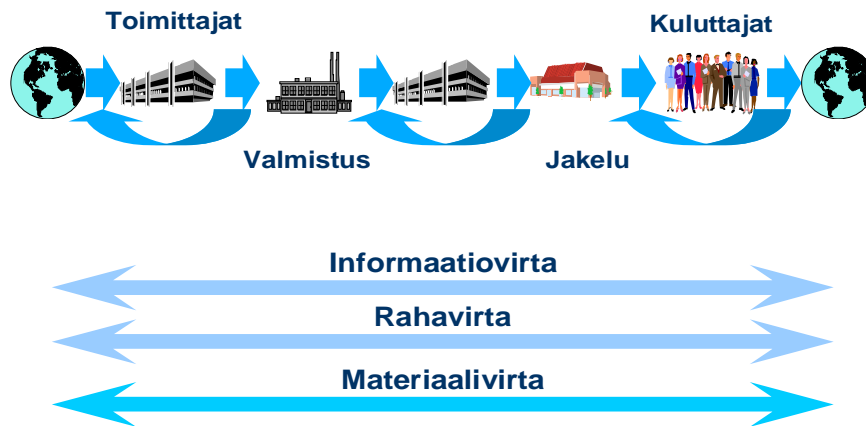 Toimittajat
Kuluttajat
Valmistus
Jakelu
Informaatiovirta
Rahavirta
Materiaalivirta